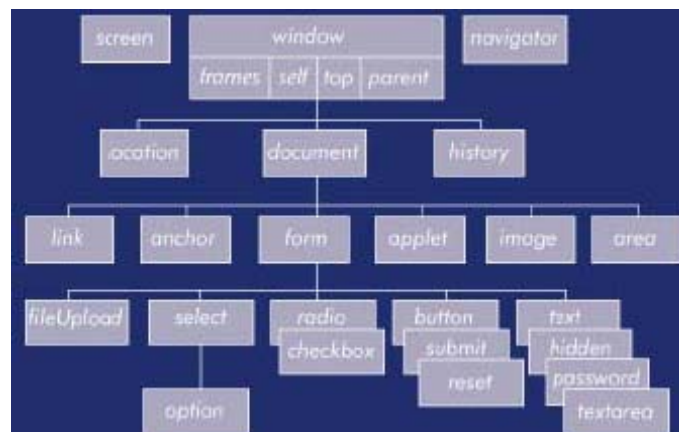 screen window navigator
frames self top parent
location document history
link anchor form applet image area
fileUpload select radio button text
checkbox submit hidden
reset password
option textarea